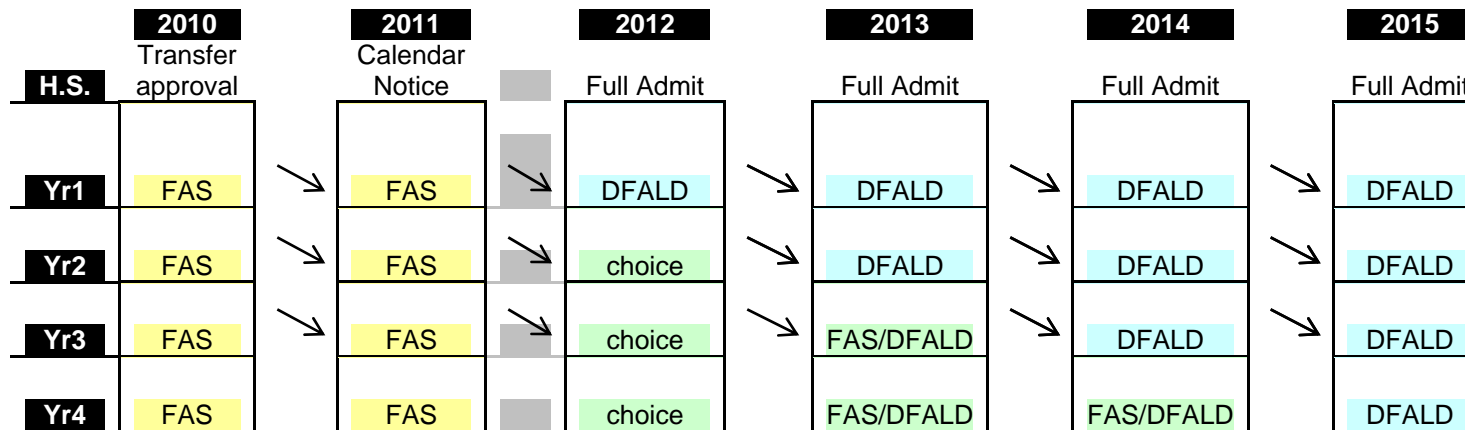 2010 2011 2012 2013 2014 2015
Transfer Calendar
H.S. approval Notice Full Admit Full Admit Full Admit Full Admit
Yr1 FAS FAS DFALD DFALD DFALD DFALD
Yr2 FAS FAS choice DFALD DFALD DFALD
Yr3 FAS FAS choice FAS/DFALD DFALD DFALD
Yr4 FAS FAS choice FAS/DFALD FAS/DFALD DFALD